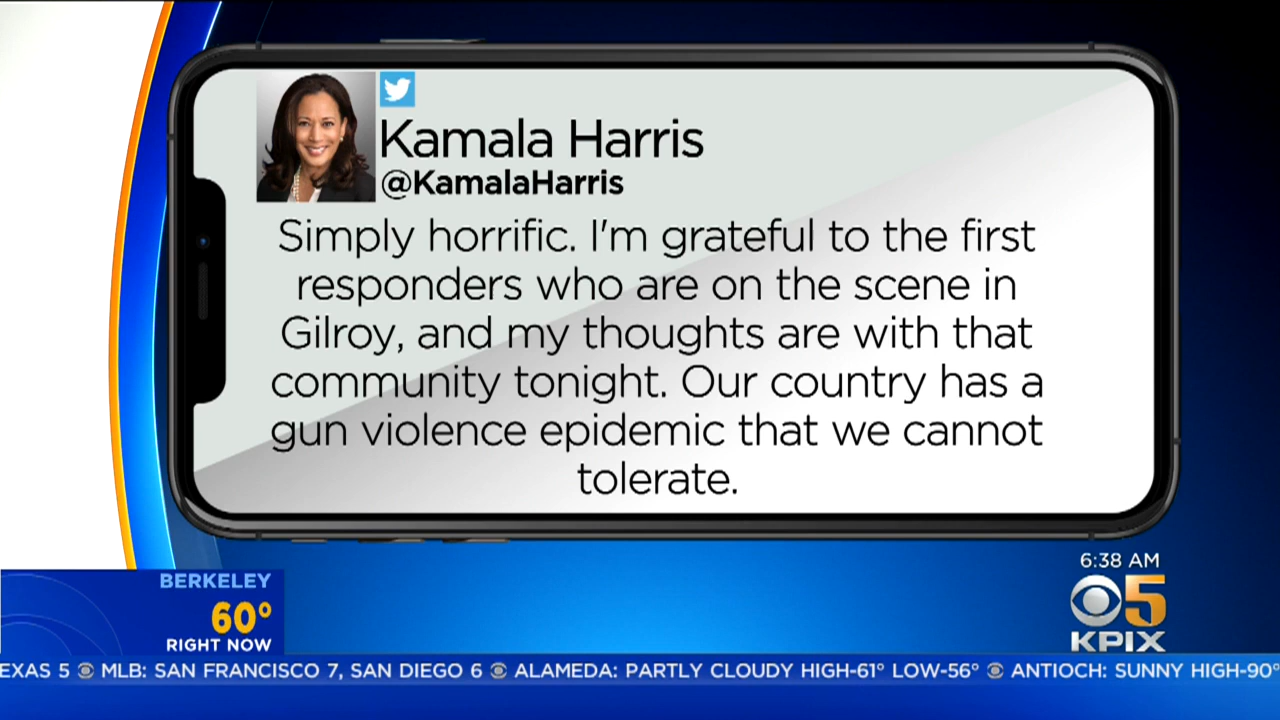 Kamala Harris
@KamalaHarris
Simply horrific. I'm grateful to the first
responders who are on the scene in
Gilroy, and my thoughts are with that
community tonight. Our country has a
gun violence epidemic that we cannot
tolerate.
BERKELEY
60°
RIGHT NOW
6:38 AM
5
KPIX
EXAS 5 MLB: SAN FRANCISCO 7, SAN DIEGO 6 ALAMEDA: PARTLY CLOUDY HIGH-61° LOW-56° ANTIOCH: SUNNY HIGH-90°